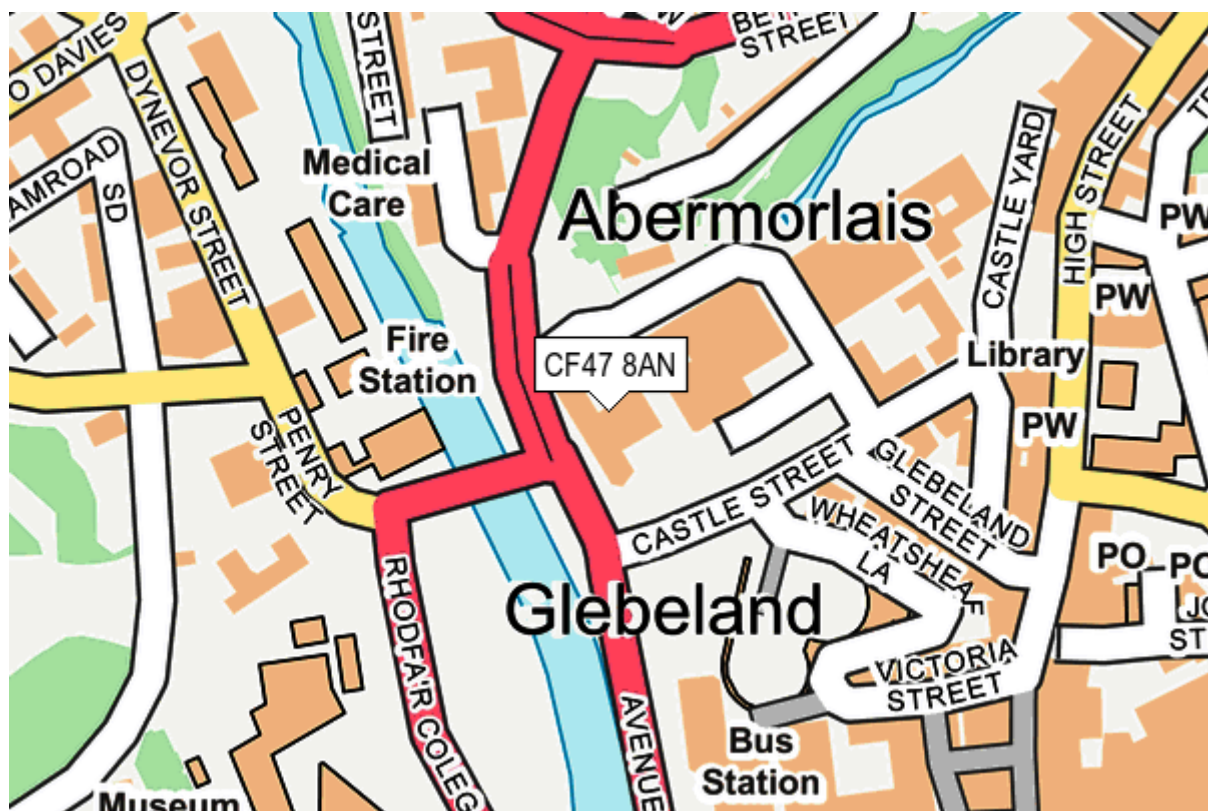 O DAVIES
DYNEVOR STREET
STREET
STREET
AMROAD
SD
Medical
Care
Abermorlais
CASTLE YARD
HIGH STREET
PW
PW
Fire
Station
CF47 8AN
Library
PW
PENRY
STREET
CASTLE STREET
GLEBELAND
STREET
WHEATSHEAF
LA
PO
PO
Glebeland
RHODFA'R COLEG
VICTORIA
STREET
AVENUE
Bus
Station
Museum